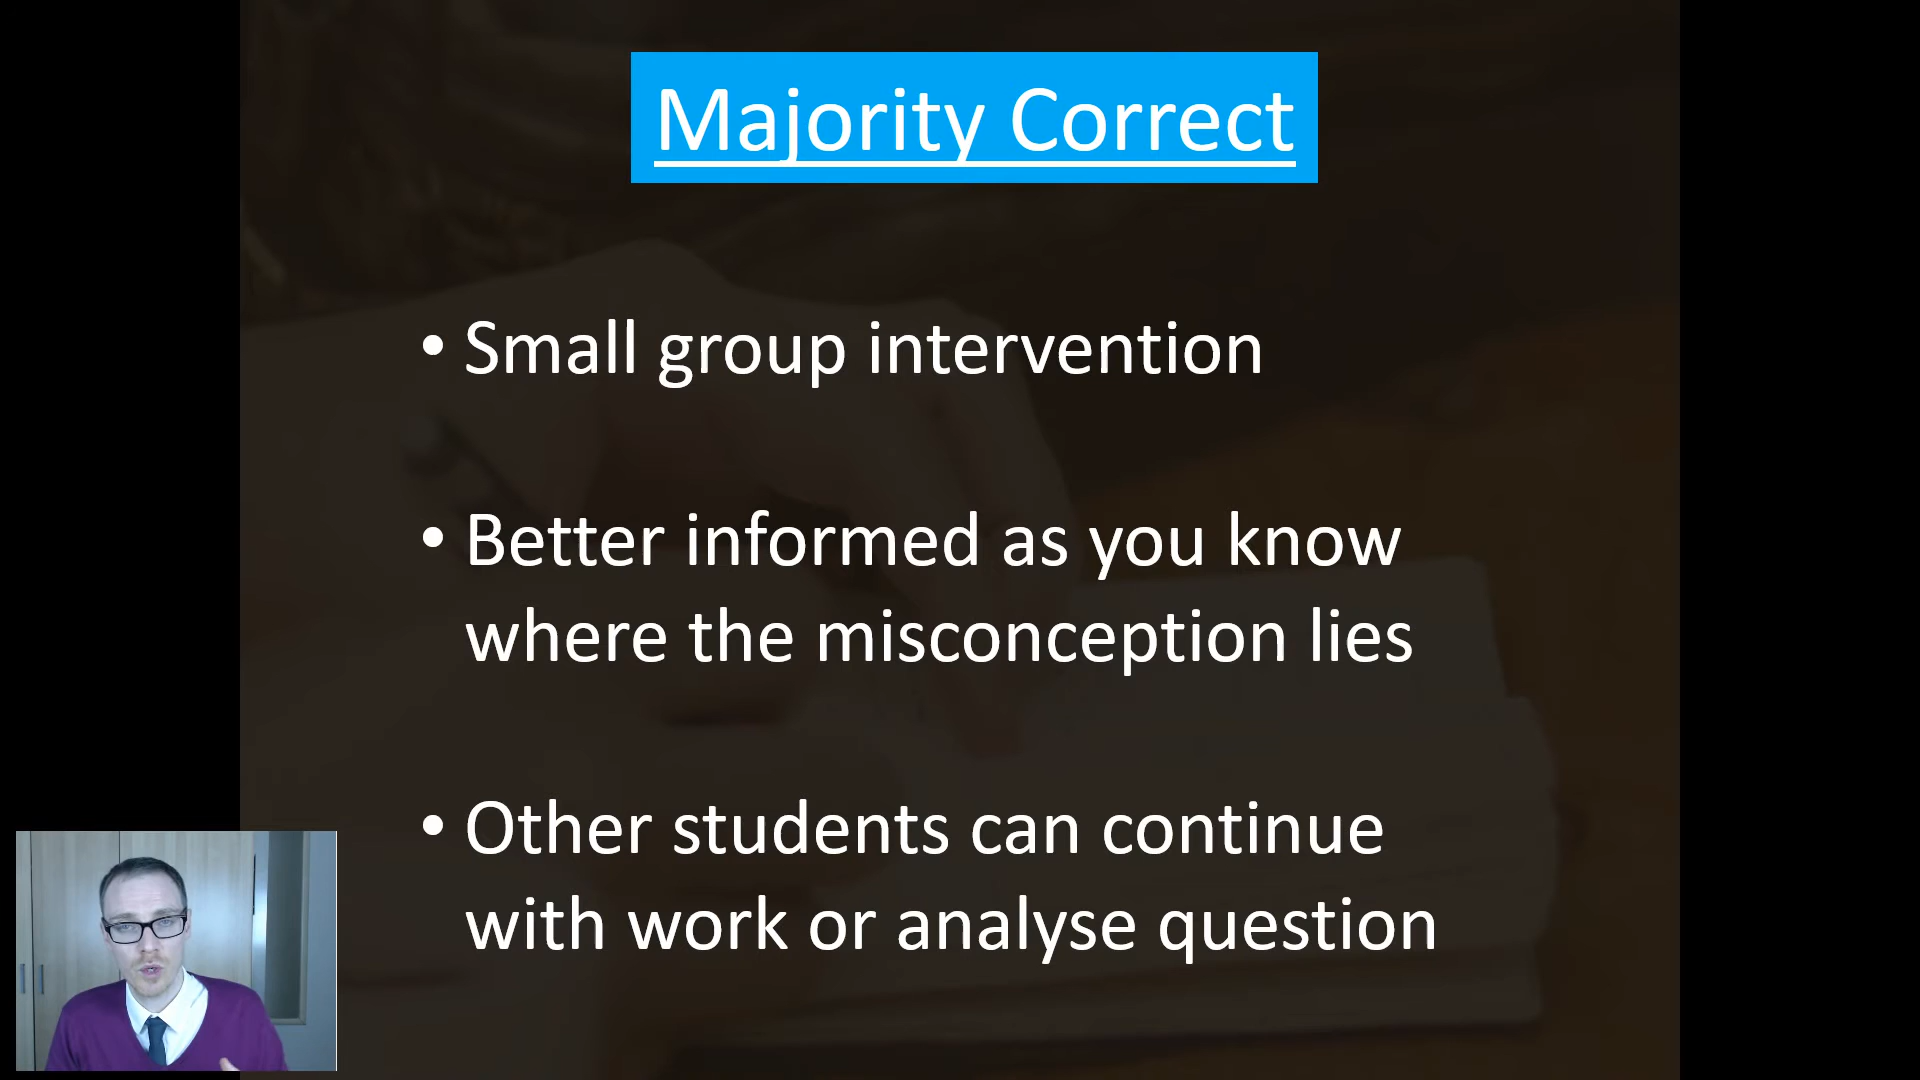 Majority Correct
• Small group intervention
• Better informed as you know
where the misconception lies
• Other students can continue
with work or analyse question